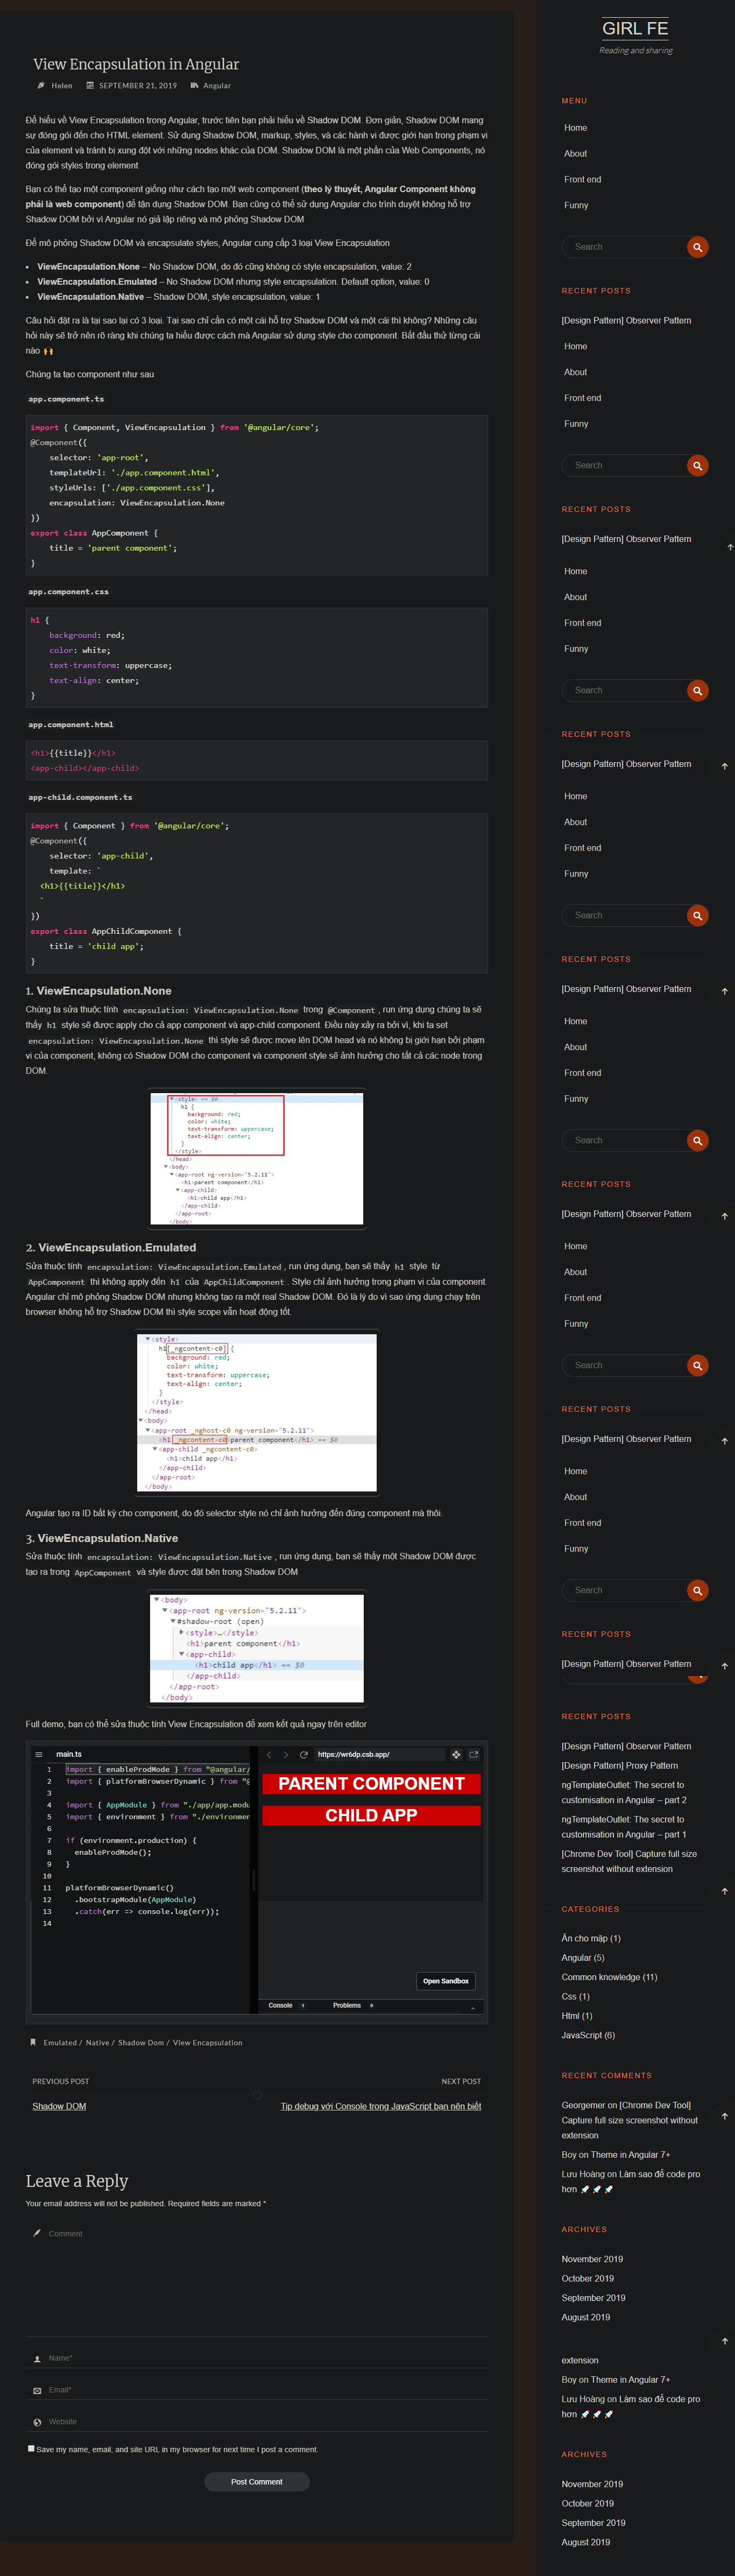 View Encapsulation in Angular
Helen SEPTEMBER 21, 2019 Angular
Để hiểu về View Encapsulation trong Angular, trước tiên bạn phải hiểu về Shadow DOM. Đơn giản, Shadow DOM mang
sự đóng gói đến cho HTML element. Sử dụng Shadow DOM, markup, styles, và các hành vi được giới hạn trong phạm vi
của element và tránh bị xung đột với những nodes khác của DOM. Shadow DOM là một phần của Web Components, nó
đóng gói styles trong element
Bạn có thể tạo một component giống như cách tạo một web component (theo lý thuyết, Angular Component không
phải là web component) để tận dụng Shadow DOM. Bạn cũng có thể sử dụng Angular cho trình duyệt không hỗ trợ
Shadow DOM bởi vì Angular nó giả lập riêng và mô phỏng Shadow DOM
Để mô phỏng Shadow DOM và encapsulate styles, Angular cung cấp 3 loại View Encapsulation
• ViewEncapsulation.None – No Shadow DOM, do đó cũng không có style encapsulation, value: 2
• ViewEncapsulation.Emulated – No Shadow DOM nhưng style encapsulation. Default option, value: 0
• ViewEncapsulation.Native – Shadow DOM, style encapsulation, value: 1
Câu hỏi đặt ra là tại sao lại có 3 loại. Tại sao chỉ cần có một cái hỗ trợ Shadow DOM và một cái thì không? Những câu
hỏi này sẽ trở nên rõ ràng khi chúng ta hiểu được cách mà Angular sử dụng style cho component. Bắt đầu thử từng cái
nào 🙌
Chúng ta tạo component như sau
app.component.ts
import { Component, ViewEncapsulation } from '@angular/core';
@Component({
selector: 'app-root',
templateUrl: './app.component.html',
styleUrls: ['./app.component.css'],
encapsulation: ViewEncapsulation.None
})
export class AppComponent {
title = 'parent component';
}
app.component.css
h1 {
background: red;
color: white;
text-transform: uppercase;
text-align: center;
}
app.component.html
<h1>{{title}}</h1>
<app-child></app-child>
app-child.component.ts
import { Component } from '@angular/core';
@Component({
selector: 'app-child',
template: `
<h1>{{title}}</h1>
`
})
export class AppChildComponent {
title = 'child app';
}
1. ViewEncapsulation.None
Chúng ta sửa thuộc tính encapsulation: ViewEncapsulation.None trong @Component, run ứng dụng chúng ta sẽ
thấy h1 style sẽ được apply cho cả app component và app-child component. Điều này xảy ra bởi vì, khi ta set
encapsulation: ViewEncapsulation.None thì style sẽ được move lên DOM head và nó không bị giới hạn bởi phạm
vi của component, không có Shadow DOM cho component và component style sẽ ảnh hưởng cho tất cả các node trong
DOM.
<style> == $0
h1 {
background: red;
color: white;
text-transform: uppercase;
text-align: center;
}
</style>
</head>
<body>
<app-root ng-version="5.2.11">
<h1>parent component</h1>
<app-child>
<h1>child app</h1>
</app-child>
</app-root>
</body>
2. ViewEncapsulation.Emulated
Sửa thuộc tính encapsulation: ViewEncapsulation.Emulated, run ứng dụng, bạn sẽ thấy h1 style từ
AppComponent thì không apply đến h1 của AppChildComponent. Style chỉ ảnh hưởng trong phạm vi của component.
Angular chỉ mô phỏng Shadow DOM nhưng không tạo ra một real Shadow DOM. Đó là lý do vì sao ứng dụng chạy trên
browser không hỗ trợ Shadow DOM thì style scope vẫn hoạt động tốt.
<style>
h1[_ngcontent-c0] {
background: red;
color: white;
text-transform: uppercase;
text-align: center;
}
</style>
</head>
<body>
<app-root _nghost-c0 ng-version="5.2.11">
<h1 _ngcontent-c0>parent component</h1> == $0
<app-child _ngcontent-c0>
<h1>child app</h1>
</app-child>
</app-root>
</body>
Angular tạo ra ID bất kỳ cho component, do đó selector style nó chỉ ảnh hưởng đến đúng component mà thôi.
3. ViewEncapsulation.Native
Sửa thuộc tính encapsulation: ViewEncapsulation.Native, run ứng dụng, bạn sẽ thấy một Shadow DOM được
tạo ra trong AppComponent và style được đặt bên trong Shadow DOM
<body>
<app-root ng-version="5.2.11">
#shadow-root (open)
<style>…</style>
<h1>parent component</h1>
<app-child>
<h1>child app</h1> == $0
</app-child>
</app-root>
</body>
Full demo, bạn có thể sửa thuộc tính View Encapsulation để xem kết quả ngay trên editor
main.ts
1 import { enableProdMode } from "@angular/
2 import { platformBrowserDynamic } from "@
3
4 import { AppModule } from "./app/app.modu
5 import { environment } from "./environmen
6
7 if (environment.production) {
8 enableProdMode();
9 }
10
11 platformBrowserDynamic()
12 .bootstrapModule(AppModule)
13 .catch(err => console.log(err));
14
https://wr6dp.csb.app/
PARENT COMPONENT
CHILD APP
Open Sandbox
Console 1 Problems 0
Emulated / Native / Shadow Dom / View Encapsulation
PREVIOUS POST NEXT POST
Shadow DOM Tip debug với Console trong JavaScript bạn nên biết
Leave a Reply
Your email address will not be published. Required fields are marked *
Comment
Name*
Email*
Website
Save my name, email, and site URL in my browser for next time I post a comment.
Post Comment
GIRL FE
Reading and sharing
MENU
Home
About
Front end
Funny
Search
RECENT POSTS
[Design Pattern] Observer Pattern
Home
About
Front end
Funny
Search
RECENT POSTS
[Design Pattern] Observer Pattern
Home
About
Front end
Funny
Search
RECENT POSTS
[Design Pattern] Observer Pattern
Home
About
Front end
Funny
Search
RECENT POSTS
[Design Pattern] Observer Pattern
Home
About
Front end
Funny
Search
RECENT POSTS
[Design Pattern] Observer Pattern
Home
About
Front end
Funny
Search
RECENT POSTS
[Design Pattern] Observer Pattern
Home
About
Front end
Funny
Search
RECENT POSTS
[Design Pattern] Observer Pattern
RECENT POSTS
[Design Pattern] Observer Pattern
[Design Pattern] Proxy Pattern
ngTemplateOutlet: The secret to
customisation in Angular – part 2
ngTemplateOutlet: The secret to
customisation in Angular – part 1
[Chrome Dev Tool] Capture full size
screenshot without extension
CATEGORIES
Ăn cho mập (1)
Angular (5)
Common knowledge (11)
Css (1)
Html (1)
JavaScript (6)
RECENT COMMENTS
Georgemer on [Chrome Dev Tool]
Capture full size screenshot without
extension
Boy on Theme in Angular 7+
Lưu Hoàng on Làm sao để code pro
hơn 🚀 🚀 🚀
ARCHIVES
November 2019
October 2019
September 2019
August 2019
extension
Boy on Theme in Angular 7+
Lưu Hoàng on Làm sao để code pro
hơn 🚀 🚀 🚀
ARCHIVES
November 2019
October 2019
September 2019
August 2019